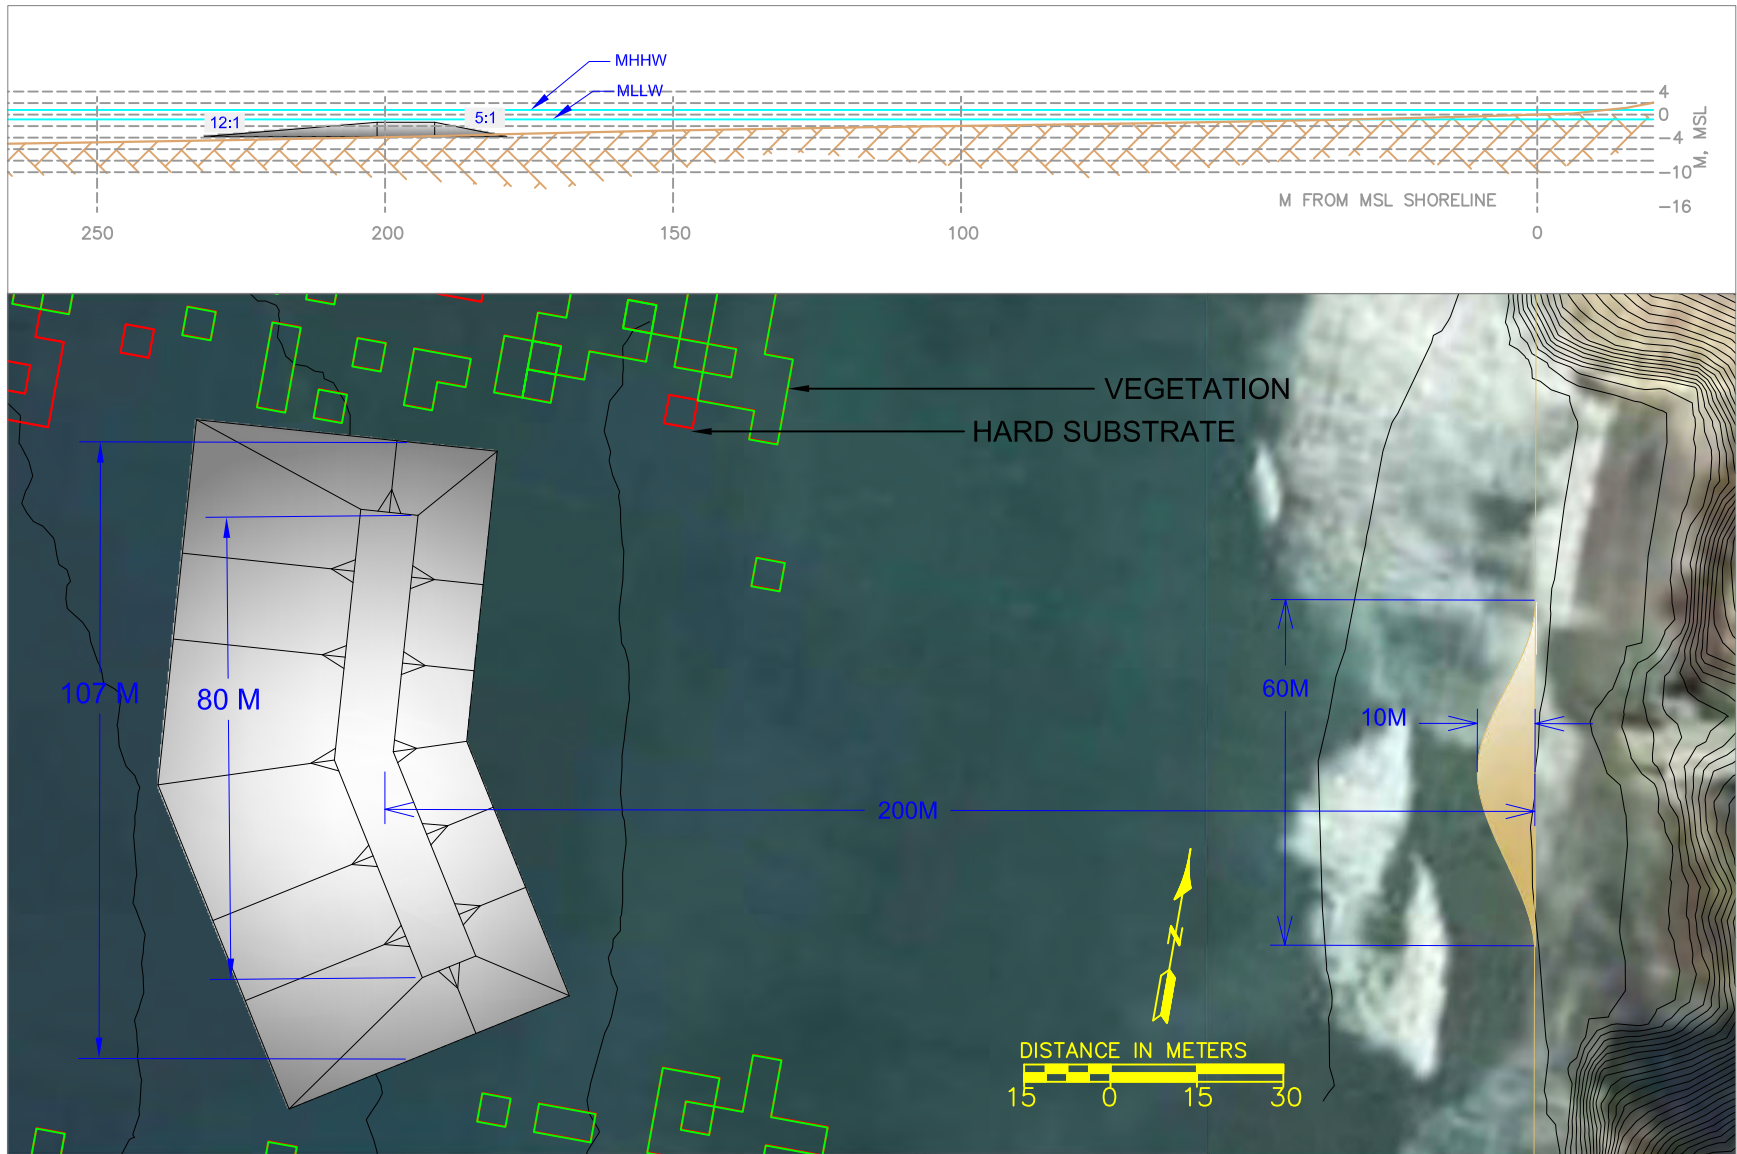 MHHW
MLLW
12:1
5:1
4
0
-4
-10
-16
M, MSL
M FROM MSL SHORELINE
250
200
150
100
0
VEGETATION
HARD SUBSTRATE
107 M
80 M
60M
10M
200M
N
DISTANCE IN METERS
15 0 15 30